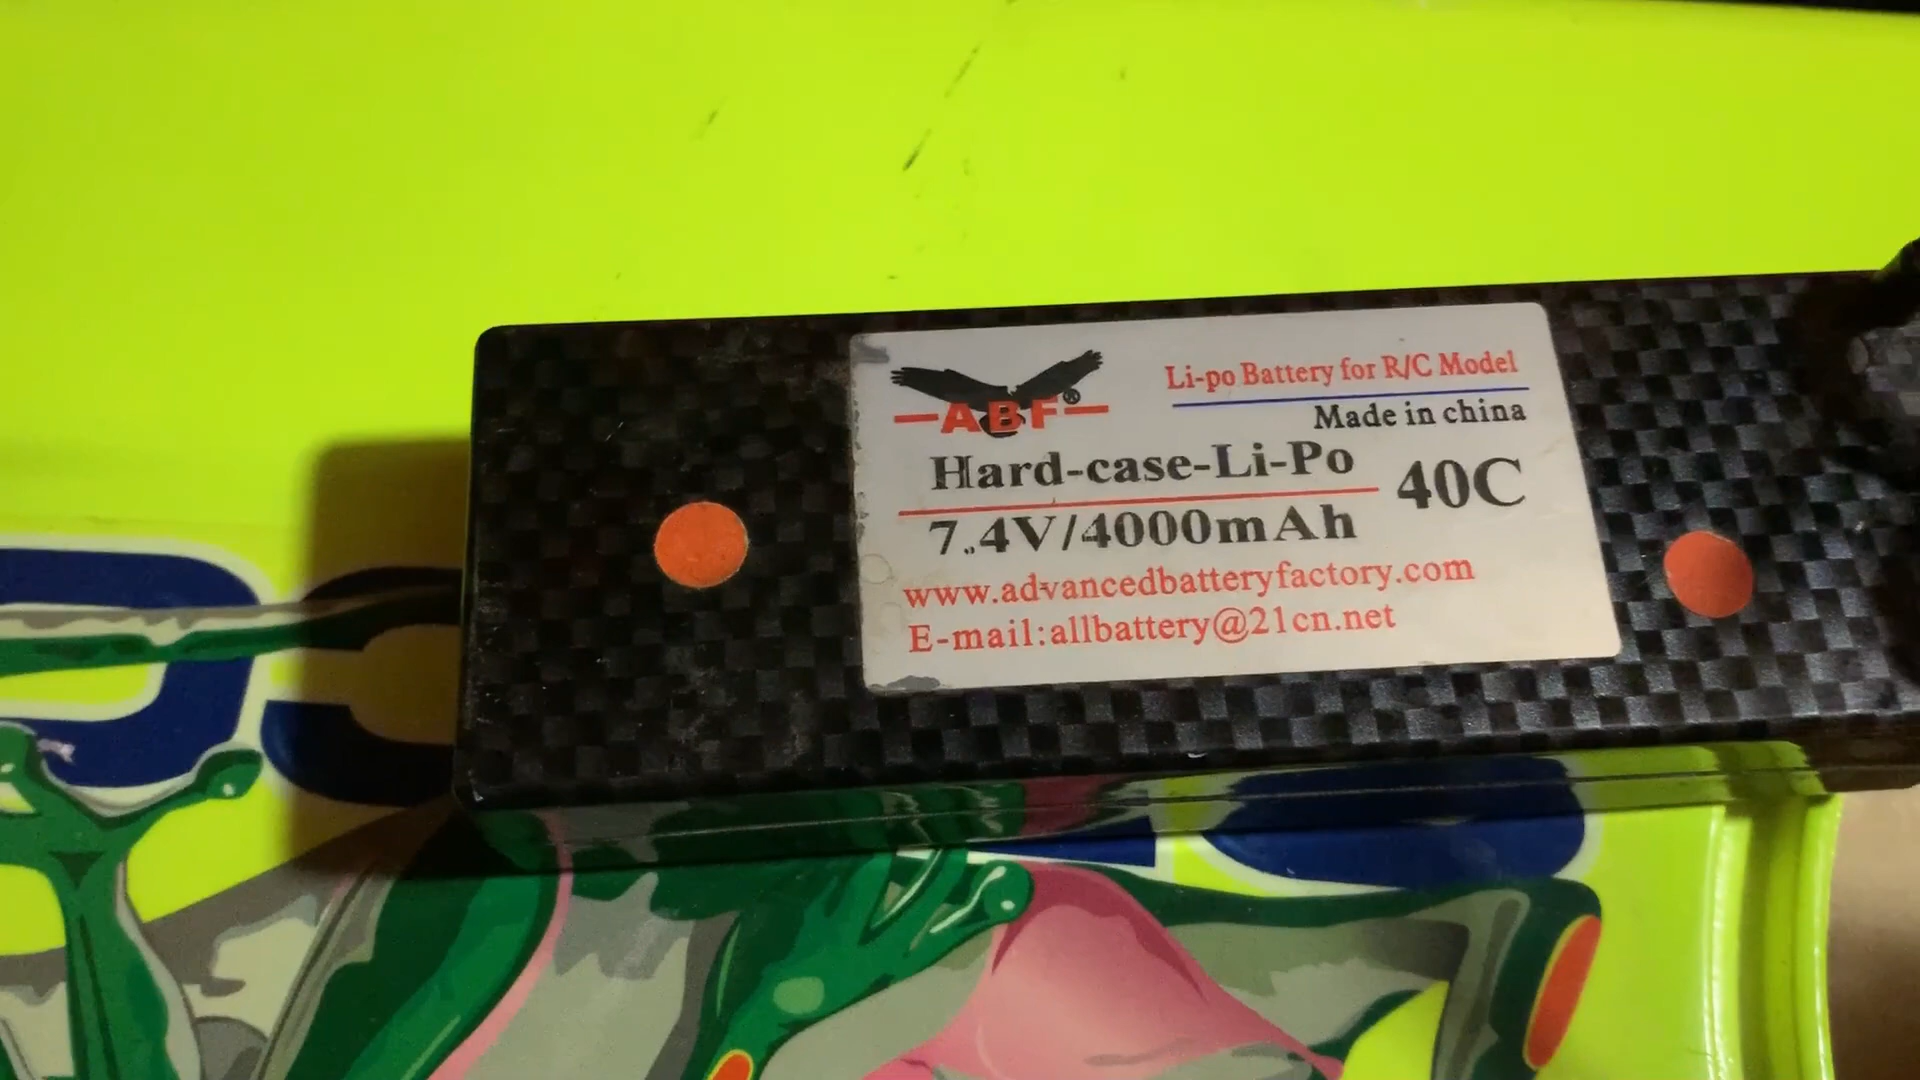 ABF®
Li-po Battery for R/C Model
Made in china
Hard-case-Li-Po
40C
7.4V/4000mAh
www.advancedbatteryfactory.com
E-mail:allbattery@21cn.net